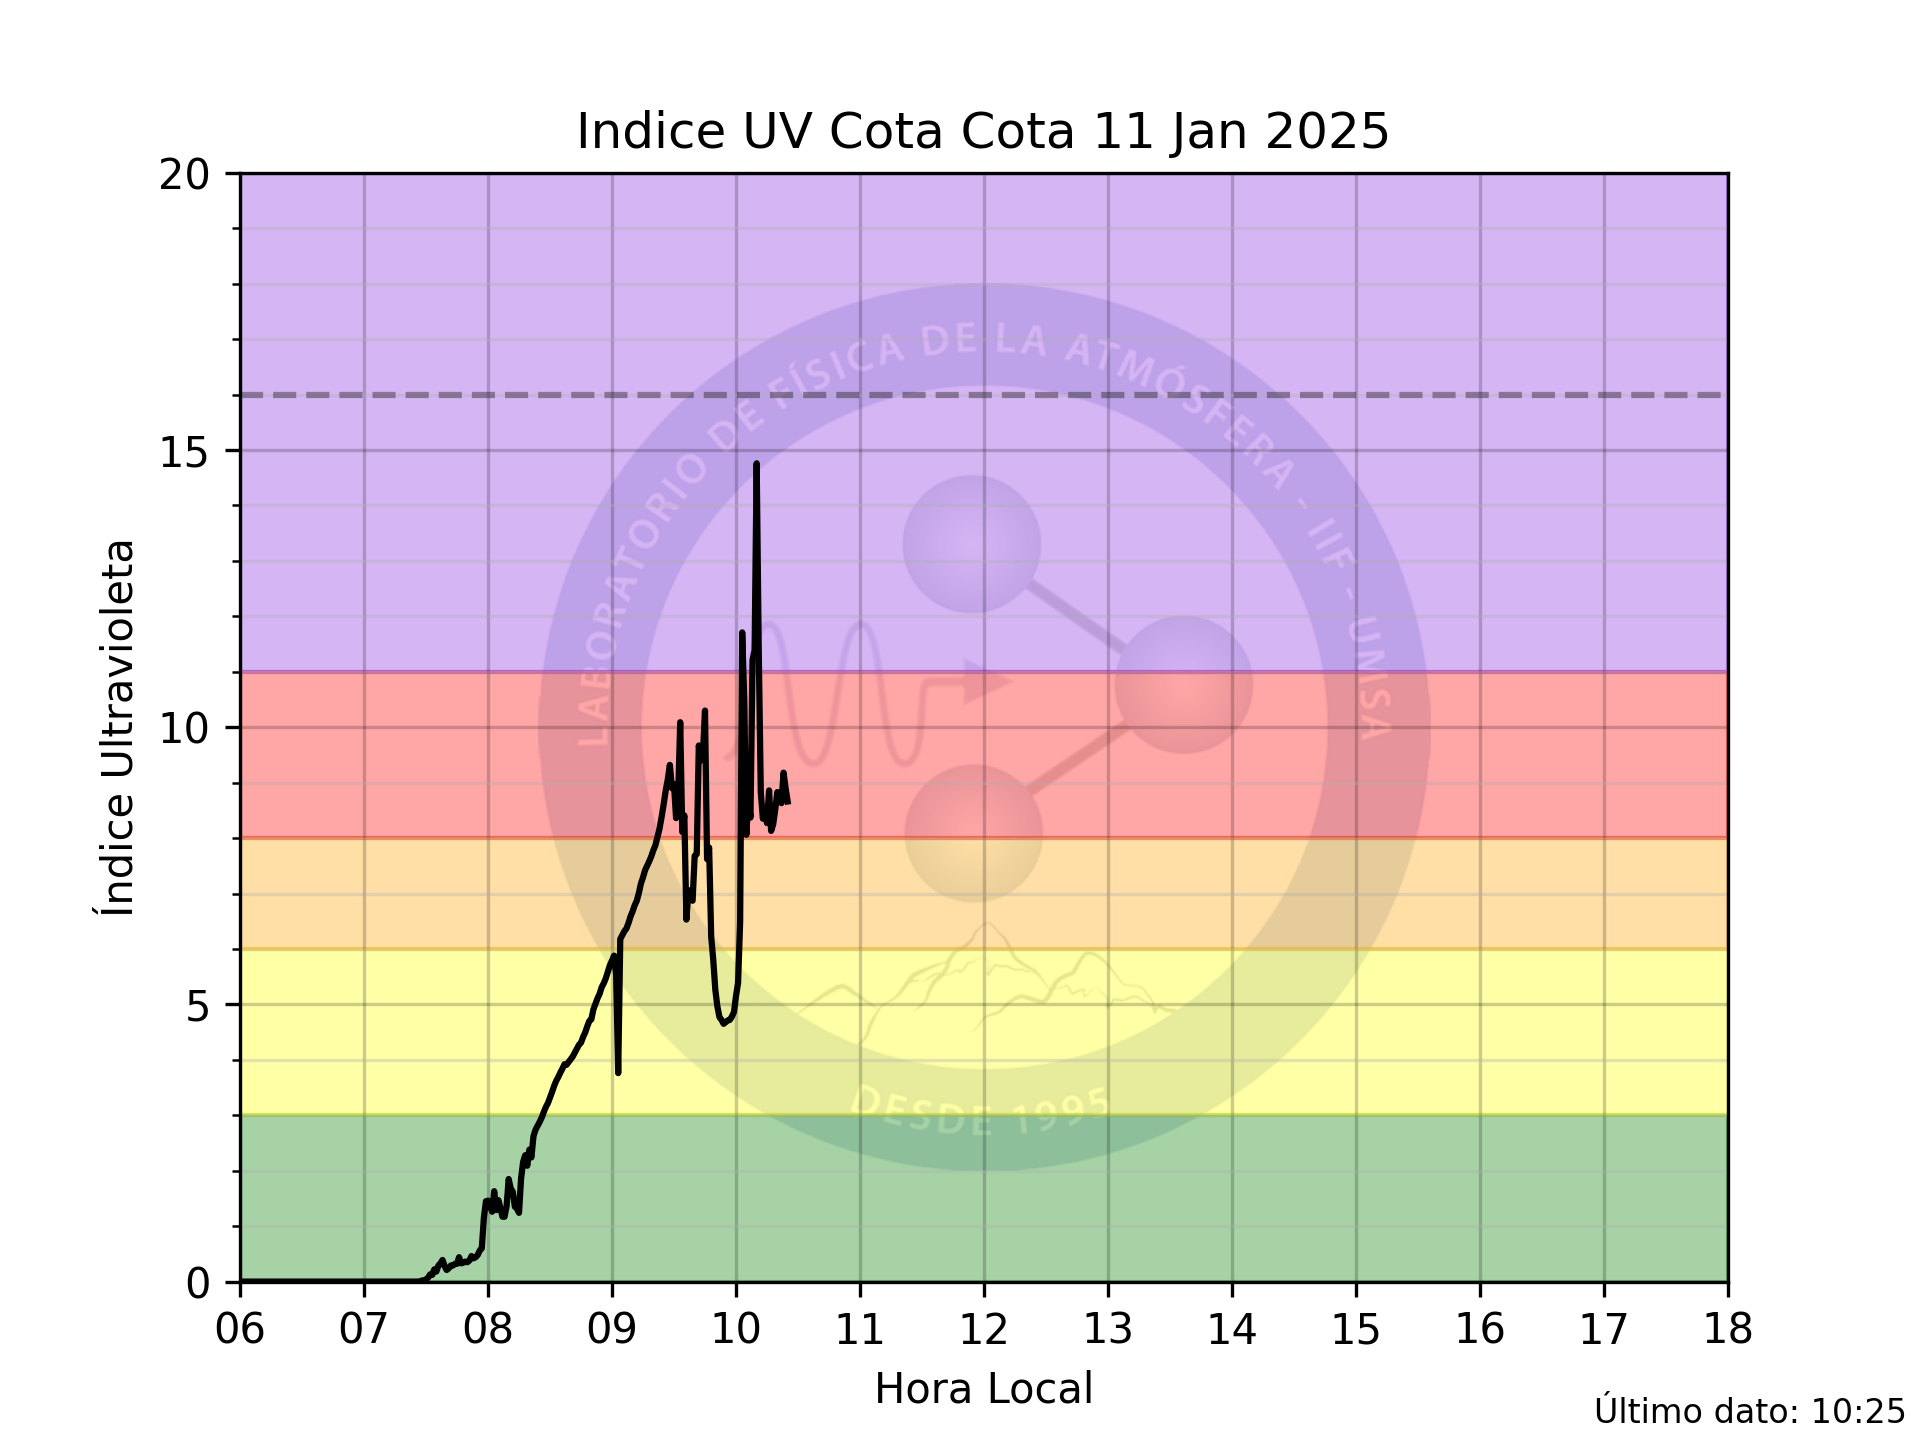 Indice UV Cota Cota 11 Jan 2025
20
15
10
5
0
Índice Ultravioleta
LABORATORIO DE FÍSICA DE LA ATMÓSFERA - IIF - UMSA
DESDE 1995
06 07 08 09 10 11 12 13 14 15 16 17 18
Hora Local
Último dato: 10:25